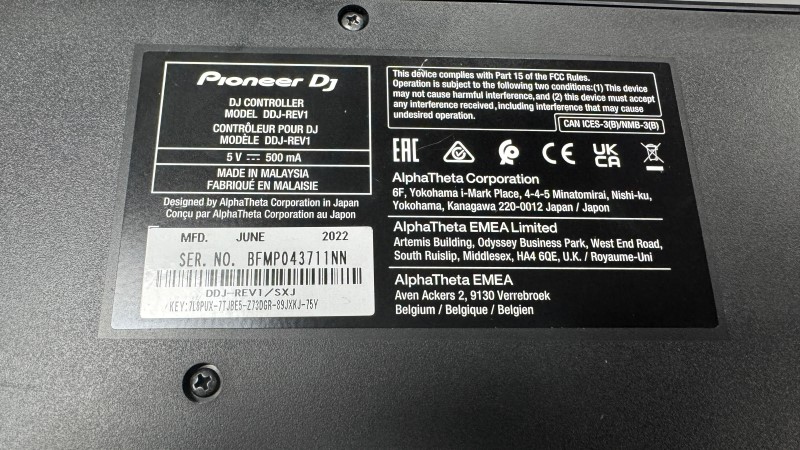 Pioneer Dj
DJ CONTROLLER
MODEL DDJ-REV1
CONTRÔLEUR POUR DJ
MODÈLE DDJ-REV1
5 V ⎓ 500 mA
MADE IN MALAYSIA
FABRIQUÉ EN MALAISIE
Designed by AlphaTheta Corporation in Japan
Conçu par AlphaTheta Corporation au Japon
MFD. JUNE 2022
SER. NO. BFMP043711NN
DDJ-REV1/SXJ
KEY:7L9PUX-7TJBE5-Z73DGR-89JXKJ-75Y
This device complies with Part 15 of the FCC Rules.
Operation is subject to the following two conditions:(1) This device
may not cause harmful interference,and (2) this device must accept
any interference received,including interference that may cause
undesired operation.
CAN ICES-3(B)/NMB-3(B)
EAC CE UK
CA
AlphaTheta Corporation
6F, Yokohama i-Mark Place, 4-4-5 Minatomirai, Nishi-ku,
Yokohama, Kanagawa 220-0012 Japan / Japon
AlphaTheta EMEA Limited
Artemis Building, Odyssey Business Park, West End Road,
South Ruislip, Middlesex, HA4 6QE, U.K. / Royaume-Uni
AlphaTheta EMEA
Aven Ackers 2, 9130 Verrebroek
Belgium / Belgique / Belgien